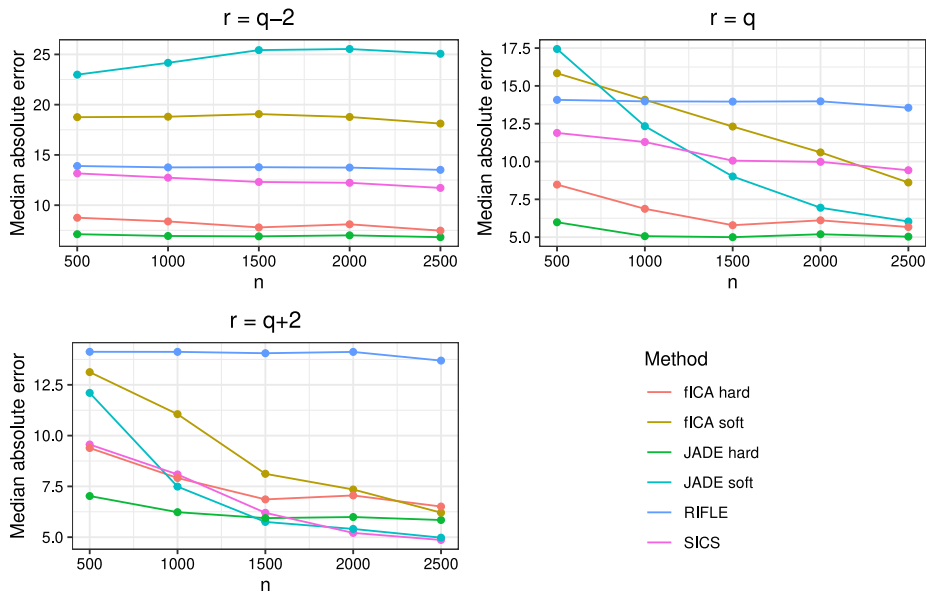 r = q−2
r = q
Median absolute error
25
20
15
10
500 1000 1500 2000 2500
n
Median absolute error
17.5
15.0
12.5
10.0
7.5
5.0
500 1000 1500 2000 2500
n
r = q+2
Median absolute error
12.5
10.0
7.5
5.0
500 1000 1500 2000 2500
n
Method
fICA hard
fICA soft
JADE hard
JADE soft
RIFLE
SICS